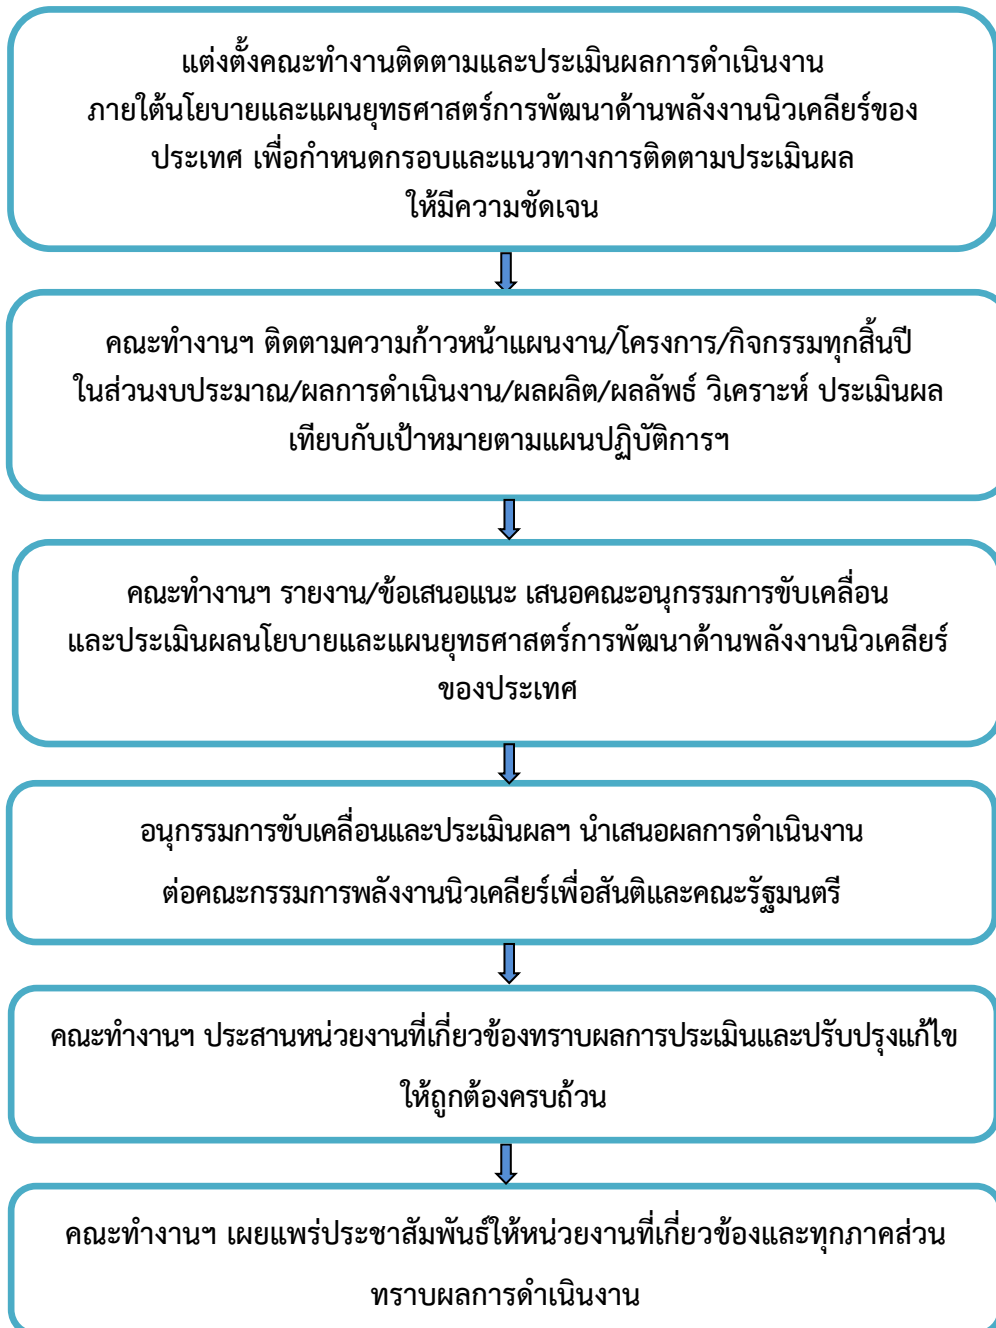 แต่งตั้งคณะทำงานติดตามและประเมินผลการดำเนินงาน
ภายใต้นโยบายและแผนยุทธศาสตร์การพัฒนาด้านพลังงานนิวเคลียร์ของ
ประเทศ เพื่อกำหนดกรอบและแนวทางการติดตามประเมินผล
ให้มีความชัดเจน
คณะทำงานฯ ติดตามความก้าวหน้าแผนงาน/โครงการ/กิจกรรมทุกสิ้นปี
ในส่วนงบประมาณ/ผลการดำเนินงาน/ผลผลิต/ผลลัพธ์ วิเคราะห์ ประเมินผล
เทียบกับเป้าหมายตามแผนปฏิบัติการฯ
คณะทำงานฯ รายงาน/ข้อเสนอแนะ เสนอคณะอนุกรรมการขับเคลื่อน
และประเมินผลนโยบายและแผนยุทธศาสตร์การพัฒนาด้านพลังงานนิวเคลียร์
ของประเทศ
อนุกรรมการขับเคลื่อนและประเมินผลฯ นำเสนอผลการดำเนินงาน
ต่อคณะกรรมการพลังงานนิวเคลียร์เพื่อสันติและคณะรัฐมนตรี
คณะทำงานฯ ประสานหน่วยงานที่เกี่ยวข้องทราบผลการประเมินและปรับปรุงแก้ไข
ให้ถูกต้องครบถ้วน
คณะทำงานฯ เผยแพร่ประชาสัมพันธ์ให้หน่วยงานที่เกี่ยวข้องและทุกภาคส่วน
ทราบผลการดำเนินงาน